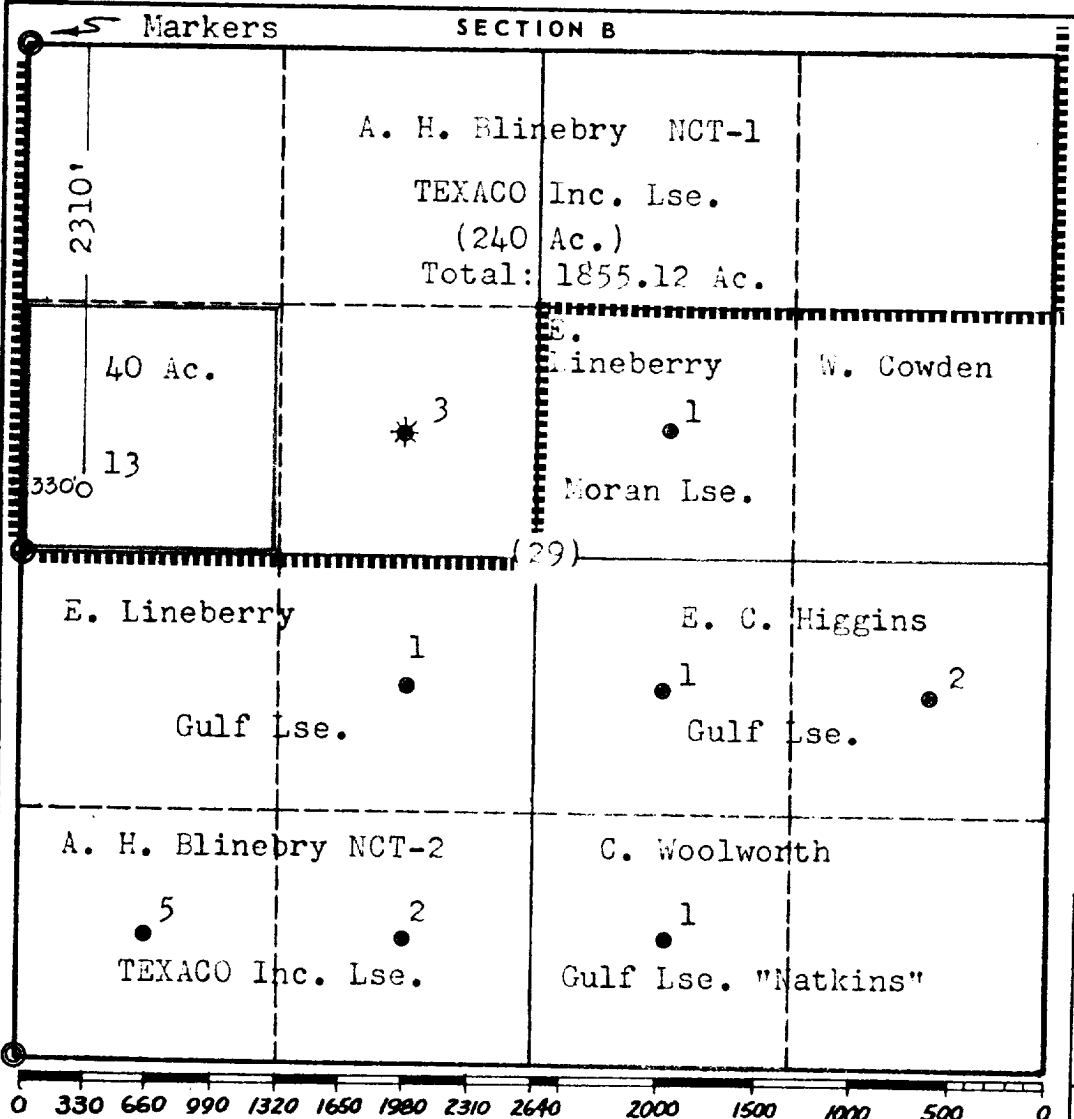 Markers
SECTION B
A. H. Blinebry NCT-1
TEXACO Inc. Lse.
(240 Ac.)
Total: 1855.12 Ac.
2310'
40 Ac.
13
330'
3
E.
Lineberry
W. Cowden
1
Moran Lse.
(29)
E. Lineberry
1
Gulf Lse.
E. C. Higgins
1
2
Gulf Lse.
A. H. Blinebry NCT-2
5
2
TEXACO Inc. Lse.
C. Woolworth
1
Gulf Lse. "Natkins"
0 330 660 990 1320 1650 1980 2310 2640 2000 1500 1000 500 0